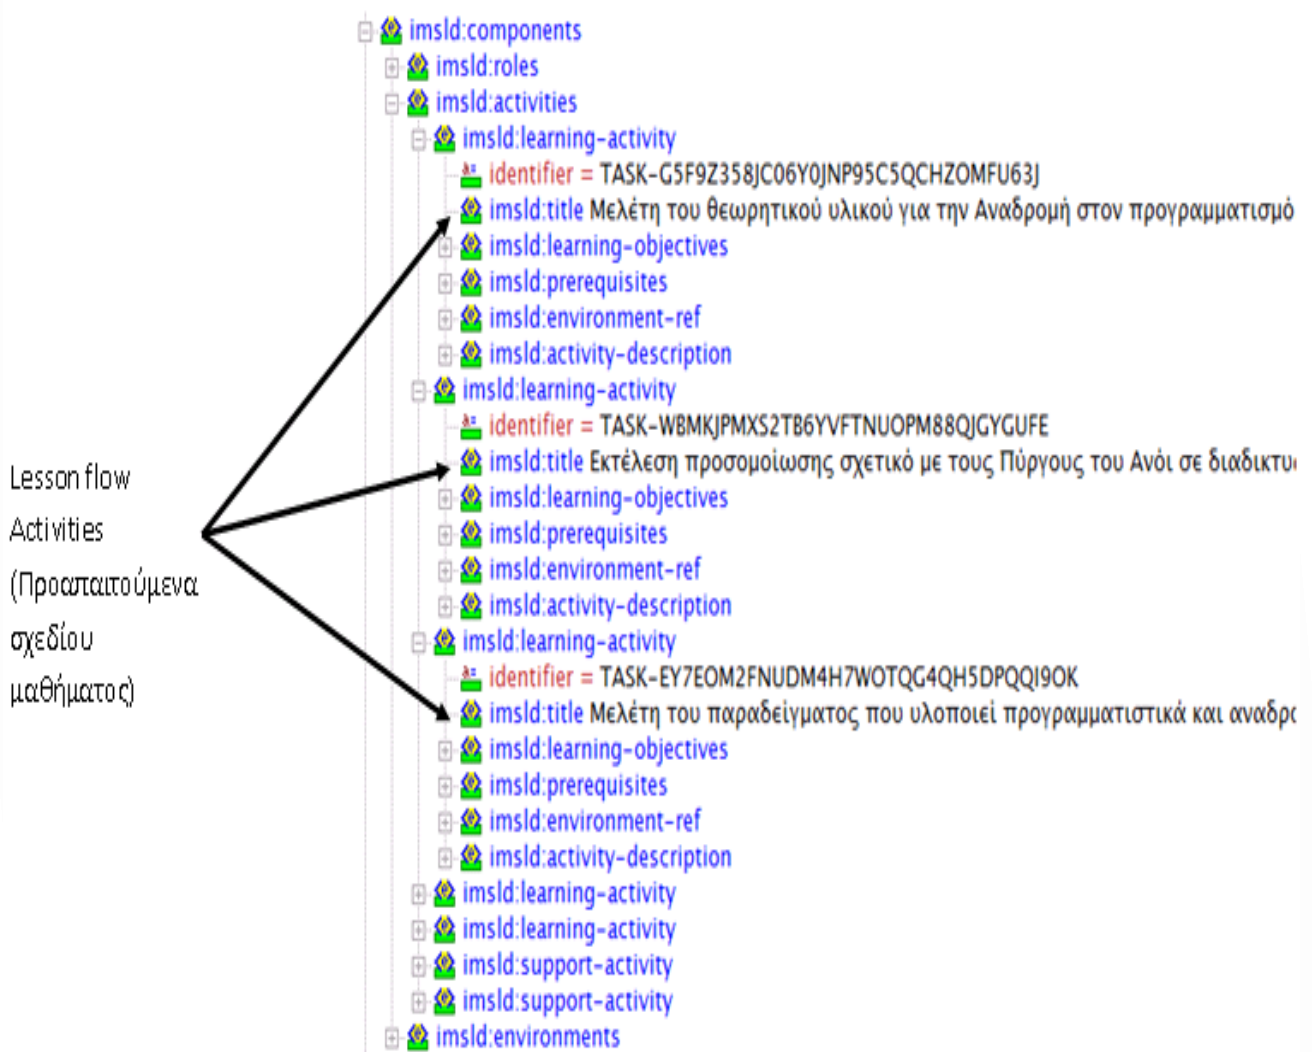 imsld:components
imsld:roles
imsld:activities
imsld:learning-activity
identifier = TASK-G5F9Z358JC06Y0JNP95C5QCHZOMFU63J
imsld:title Μελέτη του θεωρητικού υλικού για την Αναδρομή στον προγραμματισμό
imsld:learning-objectives
imsld:prerequisites
imsld:environment-ref
imsld:activity-description
imsld:learning-activity
identifier = TASK-WBMKJPMXS2TB6YVFTNUOPM88QJGYGUFE
imsld:title Εκτέλεση προσομοίωσης σχετικό με τους Πύργους του Ανόι σε
imsld:learning-objectives
imsld:prerequisites
imsld:environment-ref
imsld:activity-description
imsld:learning-activity
identifier = TASK-EY7EOM2FNUDM4H7WOTQG4QH5DPQQI9OK
imsld:title Μελέτη του παραδείγματος που υλοποιεί προγραμματιστικά και
imsld:learning-objectives
imsld:prerequisites
imsld:environment-ref
imsld:activity-description
imsld:learning-activity
imsld:learning-activity
imsld:support-activity
imsld:support-activity
imsld:environments
Lesson flow
Activities
(Προαπαιτούμενα
σχεδίου
μαθήματος)